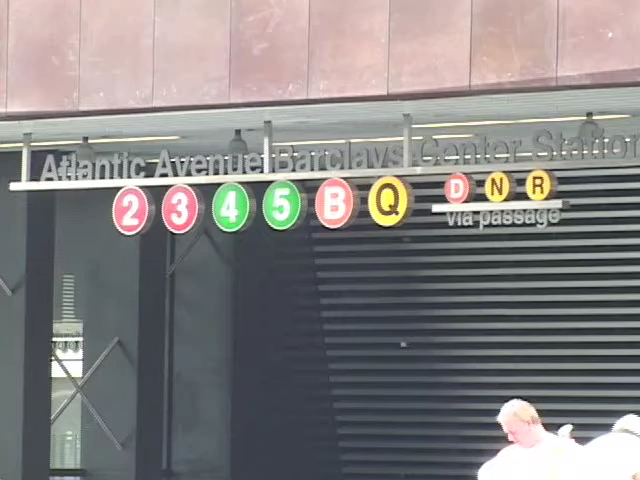 Atlantic Avenue Barclays Center Station
2 3 4 5 B Q D N R
via passage